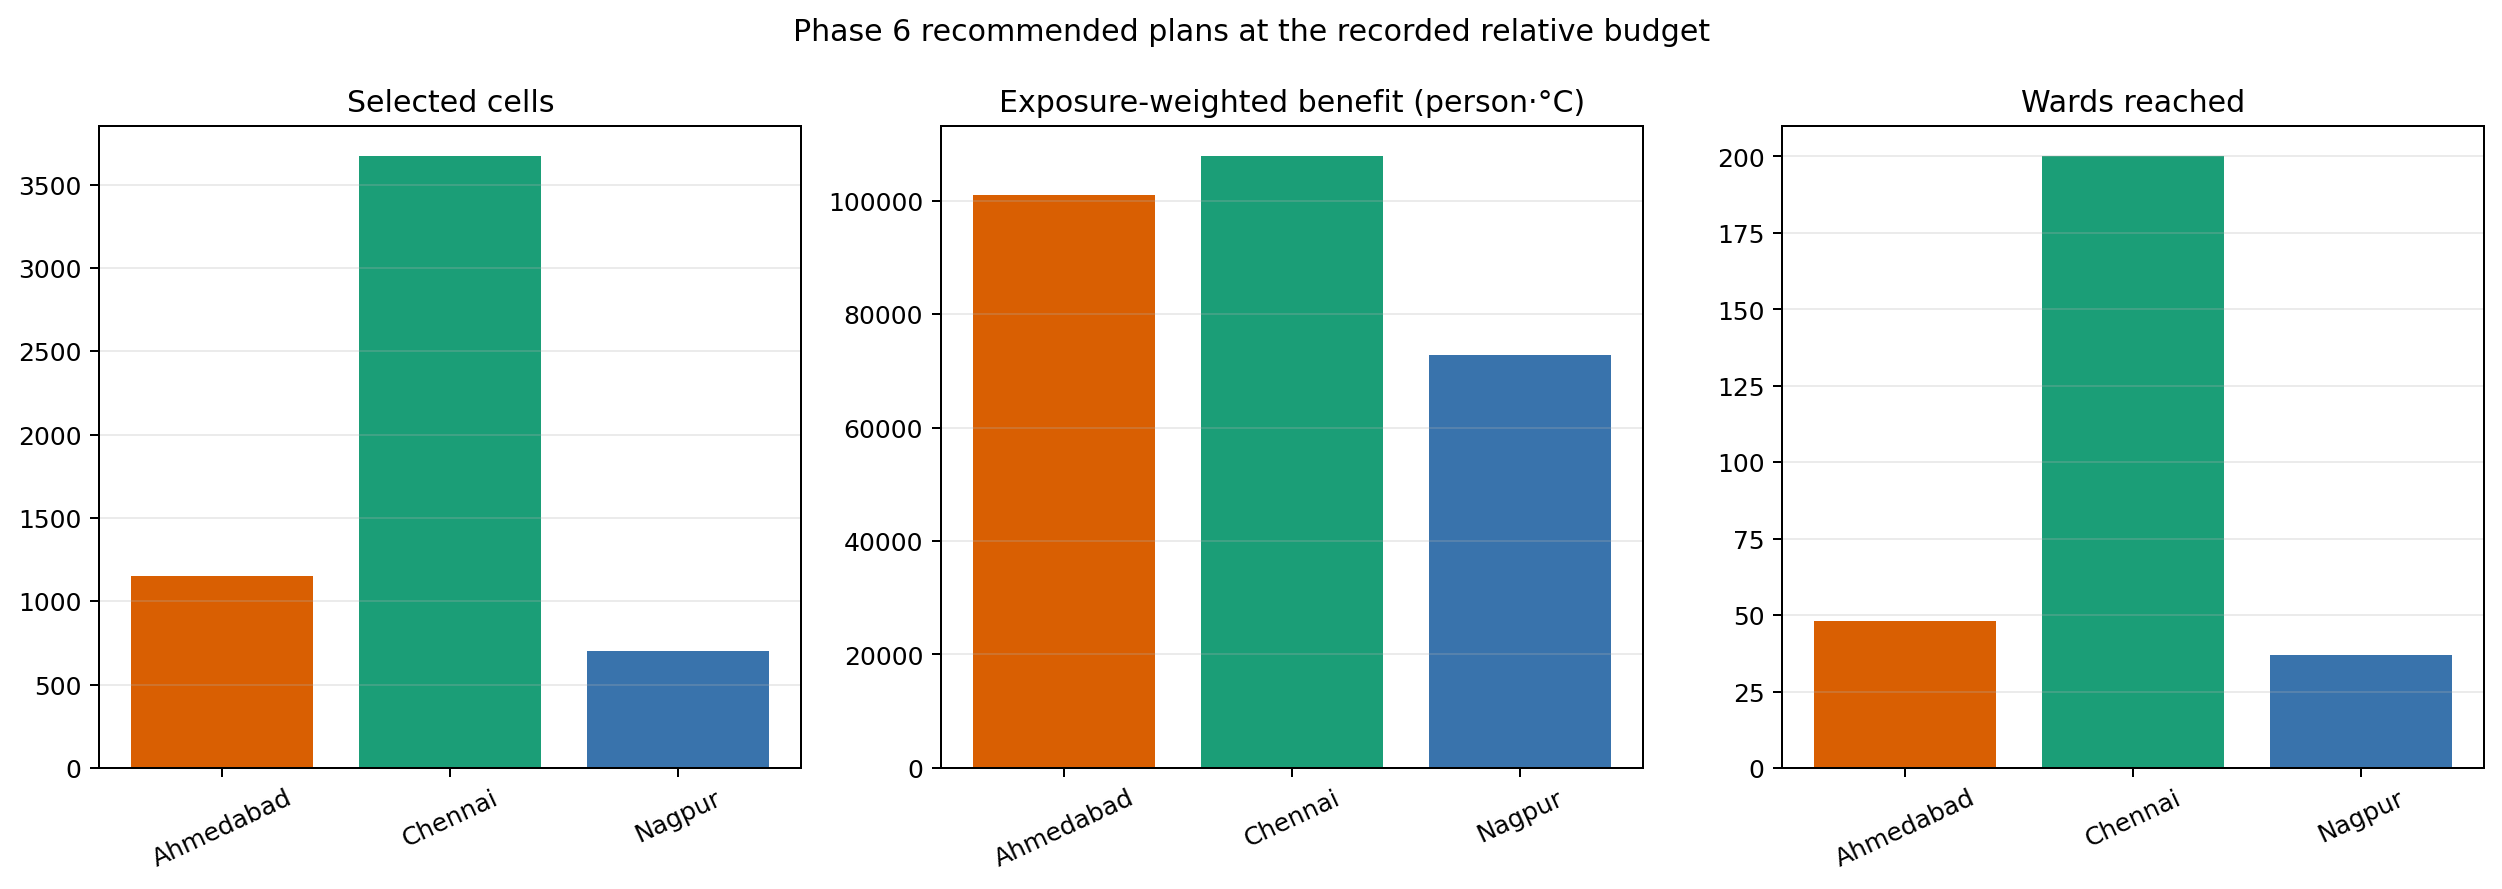 Phase 6 recommended plans at the recorded relative budget
Selected cells
3500
3000
2500
2000
1500
1000
500
0
Ahmedabad
Chennai
Nagpur
Exposure-weighted benefit (person·°C)
100000
80000
60000
40000
20000
0
Ahmedabad
Chennai
Nagpur
Wards reached
200
175
150
125
100
75
50
25
0
Ahmedabad
Chennai
Nagpur